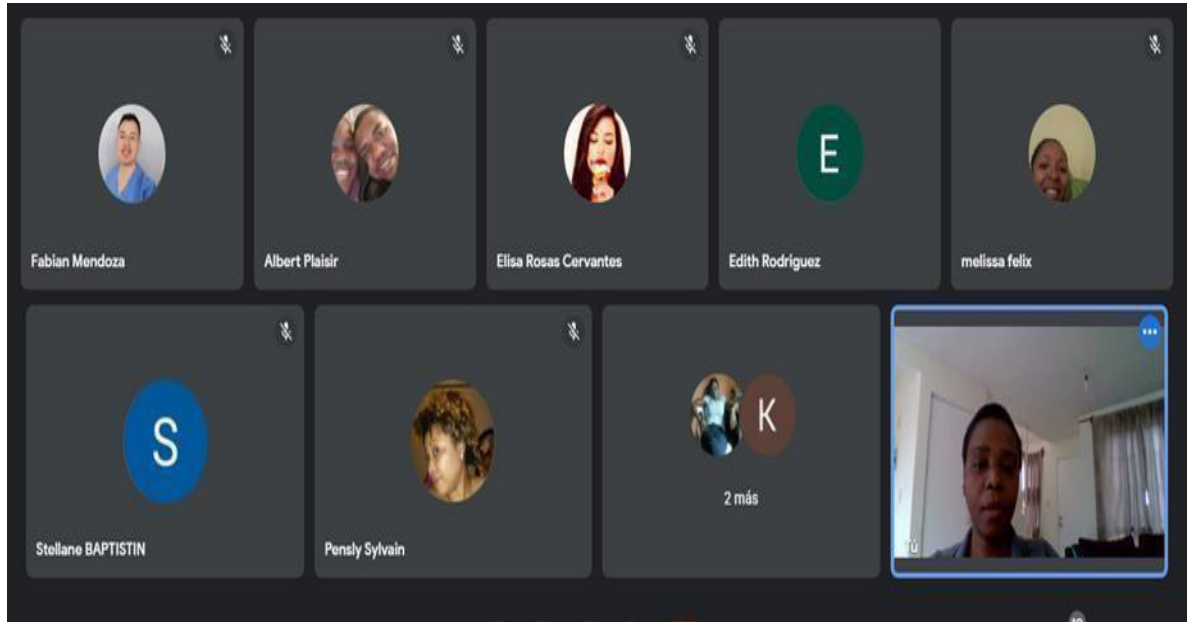 Fabian Mendoza
Albert Plaisir
Elisa Rosas Cervantes
E
Edith Rodriguez
melissa felix
S
Stellane BAPTISTIN
Pensly Sylvain
K
2 más
Tú